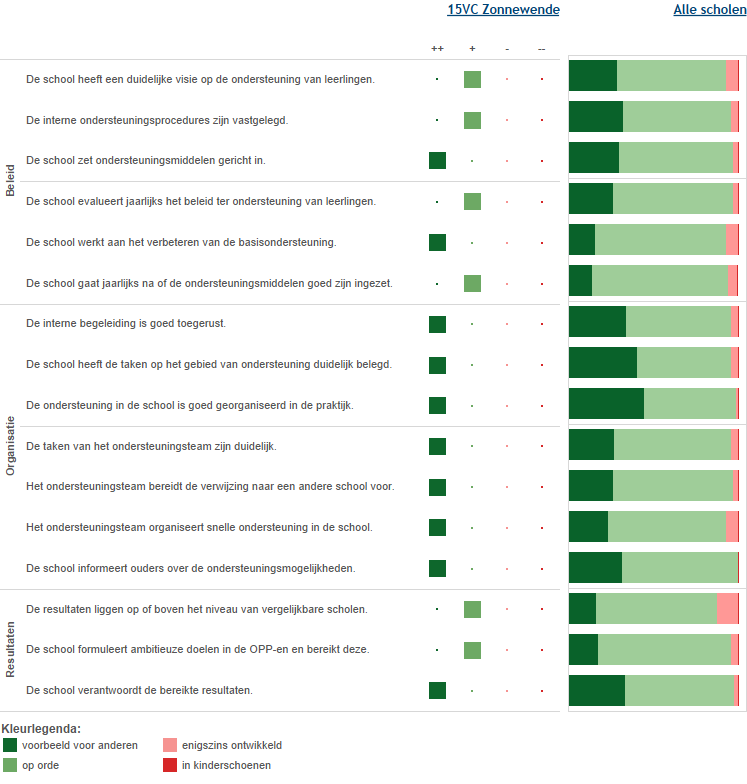 15VC Zonnewende Alle scholen
++ + - --
Beleid
De school heeft een duidelijke visie op de ondersteuning van leerlingen.
De interne ondersteuningsprocedures zijn vastgelegd.
De school zet ondersteuningsmiddelen gericht in.
De school evalueert jaarlijks het beleid ter ondersteuning van leerlingen.
De school werkt aan het verbeteren van de basisondersteuning.
De school gaat jaarlijks na of de ondersteuningsmiddelen goed zijn ingezet.
Organisatie
De interne begeleiding is goed toegerust.
De school heeft de taken op het gebied van ondersteuning duidelijk belegd.
De ondersteuning in de school is goed georganiseerd in de praktijk.
De taken van het ondersteuningsteam zijn duidelijk.
Het ondersteuningsteam bereidt de verwijzing naar een andere school voor.
Het ondersteuningsteam organiseert snelle ondersteuning in de school.
De school informeert ouders over de ondersteuningsmogelijkheden.
Resultaten
De resultaten liggen op of boven het niveau van vergelijkbare scholen.
De school formuleert ambitieuze doelen in de OPP-en en bereikt deze.
De school verantwoordt de bereikte resultaten.
Kleurlegenda:
voorbeeld voor anderen enigszins ontwikkeld
op orde in kinderschoenen